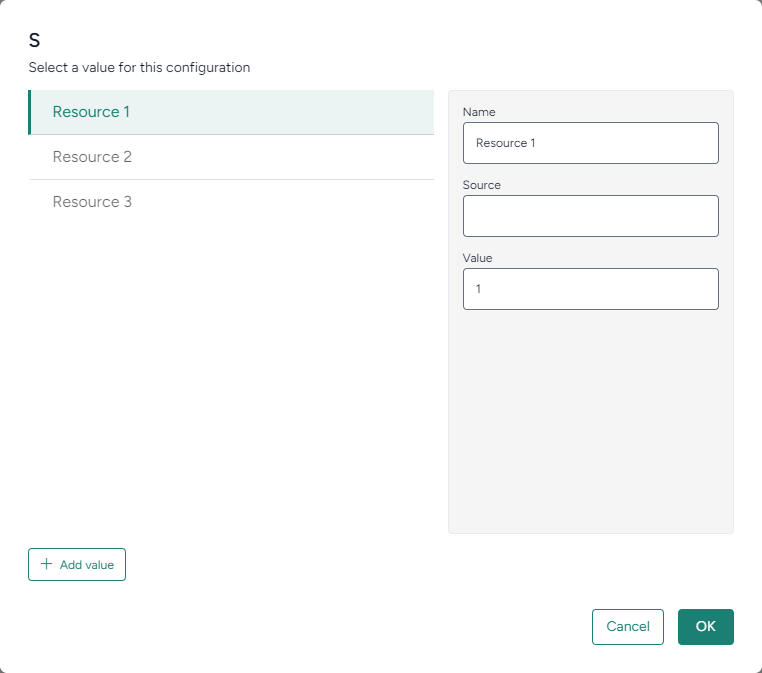 S
Select a value for this configuration
Resource 1
Resource 2
Resource 3
Name
Resource 1
Source
Value
1
Add value
Cancel
OK